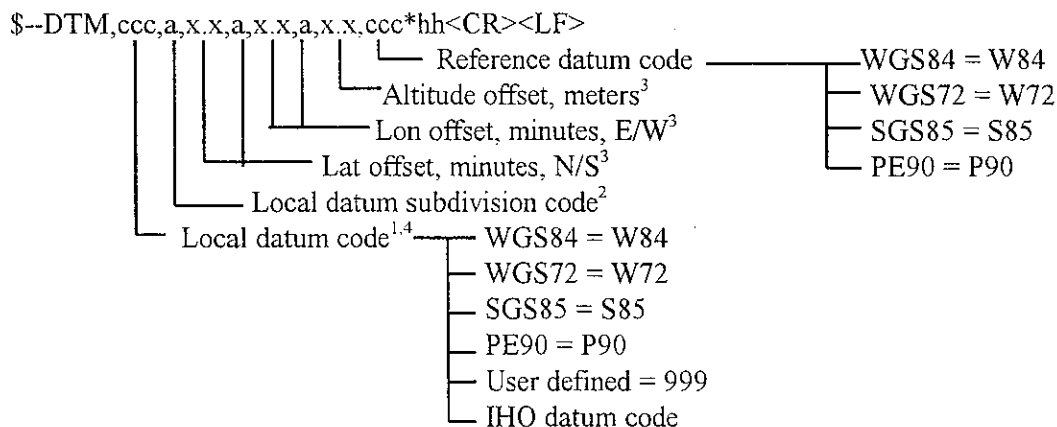 $--DTM,ccc,a,x.x,a,x.x,a,x.x,ccc*hh<CR><LF>
Reference datum code WGS84 = W84
Altitude offset, meters³ WGS72 = W72
Lon offset, minutes, E/W³ SGS85 = S85
Lat offset, minutes, N/S³ PE90 = P90
Local datum subdivision code²
Local datum code¹,⁴ WGS84 = W84
WGS72 = W72
SGS85 = S85
PE90 = P90
User defined = 999
IHO datum code